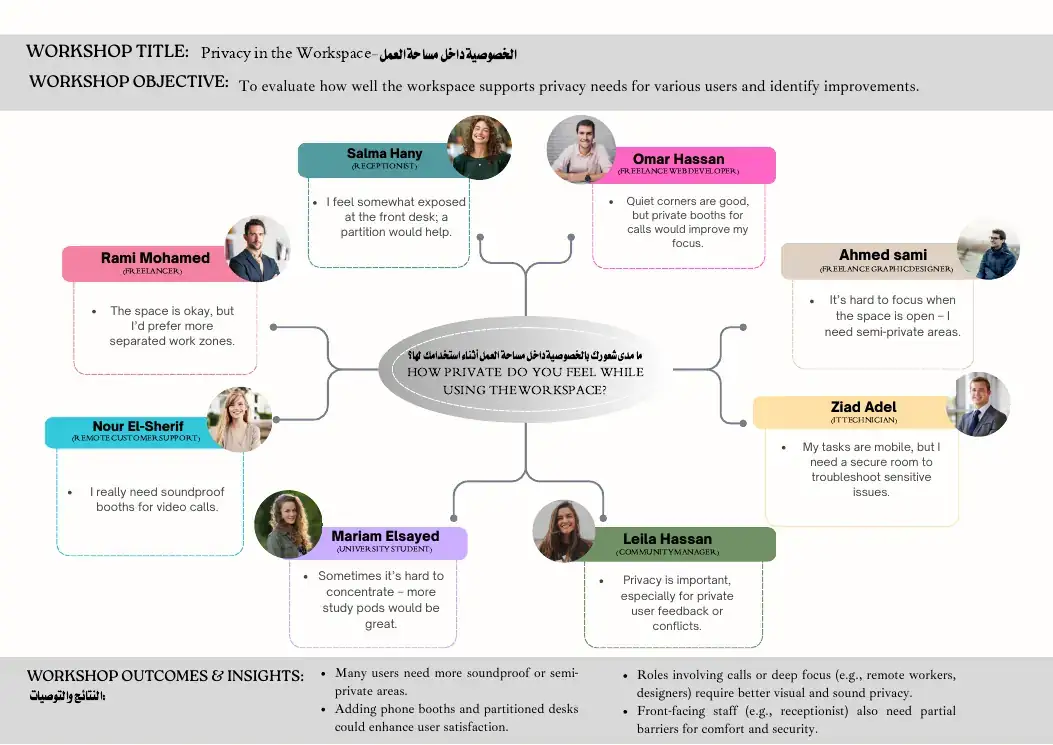 WORKSHOP TITLE: Privacy in the Workspace-الخصوصية داخل مساحة العمل
WORKSHOP OBJECTIVE: To evaluate how well the workspace supports privacy needs for various users and identify improvements.
Salma Hany
(RECEPTIONIST)
• I feel somewhat exposed
at the front desk; a
partition would help.
Omar Hassan
(FREELANCE WEB DEVELOPER)
• Quiet corners are good,
but private booths for
calls would improve my
focus.
Rami Mohamed
(FREELANCER)
• The space is okay, but
I'd prefer more
separated work zones.
Ahmed sami
(FREELANCE GRAPHIC DESIGNER)
• It's hard to focus when
the space is open – I
need semi-private areas.
ما مدى شعورك بالخصوصية داخل مساحة العمل أثناء استخدامك لها؟
HOW PRIVATE DO YOU FEEL WHILE
USING THE WORKSPACE?
Nour El-Sherif
(REMOTE CUSTOMER SUPPORT)
• I really need soundproof
booths for video calls.
Ziad Adel
(IT TECHNICIAN)
• My tasks are mobile, but I
need a secure room to
troubleshoot sensitive
issues.
Mariam Elsayed
(UNIVERSITY STUDENT)
• Sometimes it's hard to
concentrate – more
study pods would be
great.
Leila Hassan
(COMMUNITY MANAGER)
• Privacy is important,
especially for private
user feedback or
conflicts.
WORKSHOP OUTCOMES & INSIGHTS:
النتائج والتوصيات:
• Many users need more soundproof or semi-
private areas.
• Adding phone booths and partitioned desks
could enhance user satisfaction.
• Roles involving calls or deep focus (e.g., remote workers,
designers) require better visual and sound privacy.
• Front-facing staff (e.g., receptionist) also need partial
barriers for comfort and security.